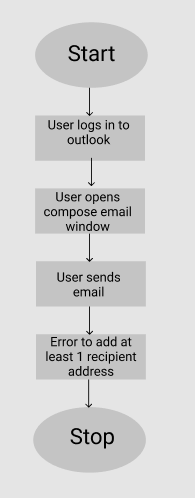 Start
User logs in to
outlook
User opens
compose email
window
User sends
email
Error to add at
least 1 recipient
address
Stop